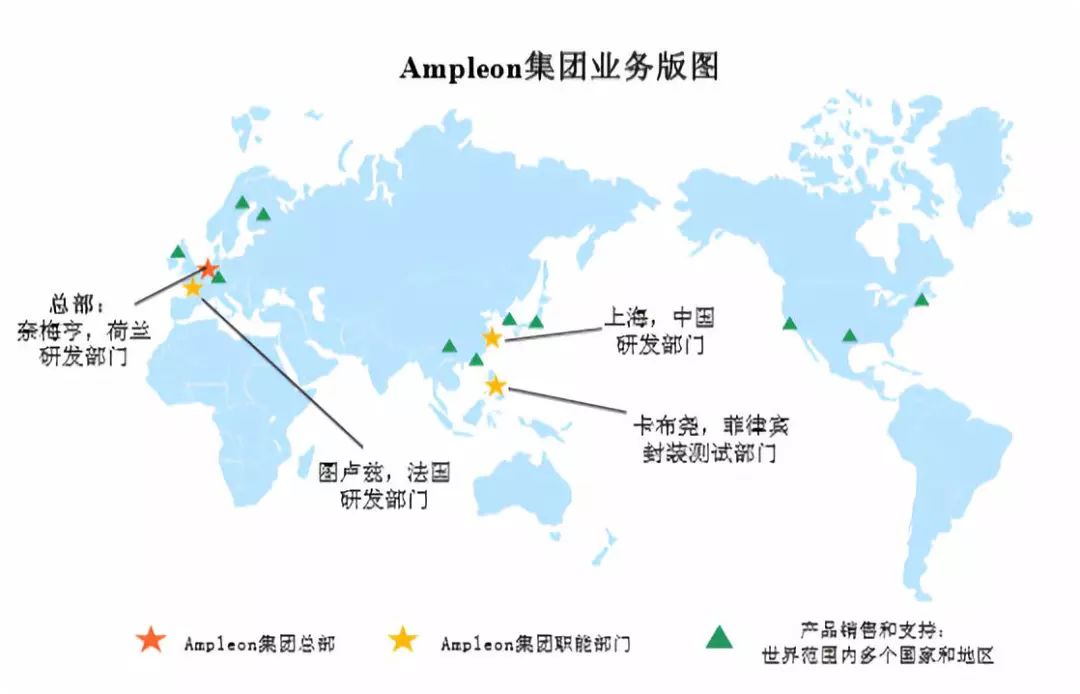 Ampleon集团业务版图
总部：
奈梅亨，荷兰
研发部门
上海，中国
研发部门
卡布尧，菲律宾
封装测试部门
图卢兹，法国
研发部门
Ampleon集团总部
Ampleon集团职能部门
产品销售和支持：
世界范围内多个国家和地区